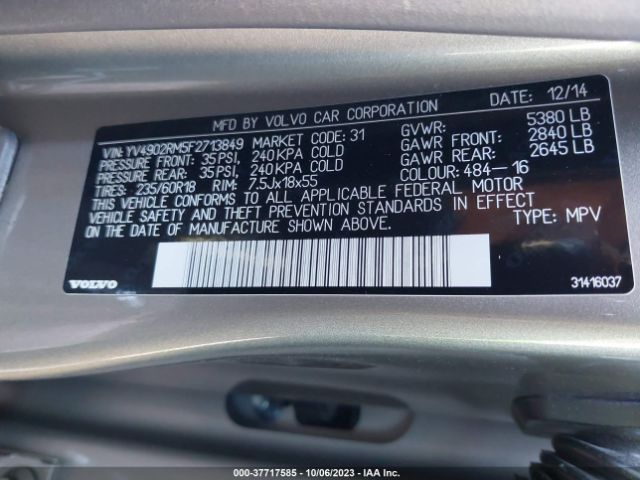 MFD BY VOLVO CAR CORPORATION DATE: 12/14
VIN: YV4902RM5F2713849 MARKET CODE: 31 GVWR: 5380 LB
PRESSURE FRONT: 35 PSI, 240 KPA COLD GAWR FRONT: 2840 LB
PRESSURE REAR: 35 PSI, 240 KPA COLD GAWR REAR: 2645 LB
TIRES: 235/60R18 RIM: 7.5Jx18x55 COLOUR: 484-16
THIS VEHICLE CONFORMS TO ALL APPLICABLE FEDERAL MOTOR
VEHICLE SAFETY AND THEFT PREVENTION STANDARDS IN EFFECT
ON THE DATE OF MANUFACTURE SHOWN ABOVE. TYPE: MPV
VOLVO 31416037
000-37717585 - 10/06/2023 - IAA Inc.